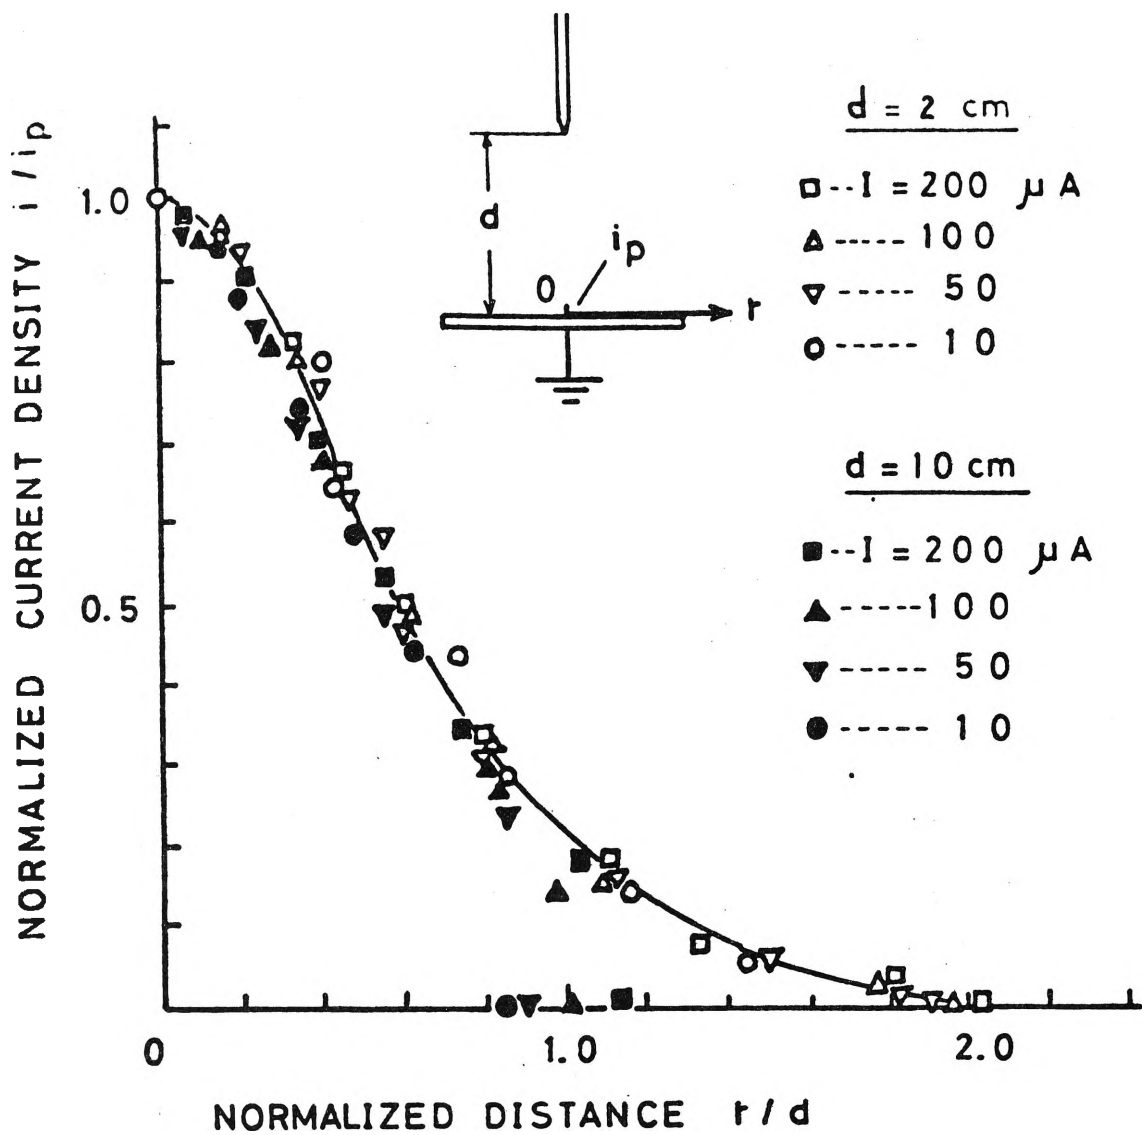 NORMALIZED CURRENT DENSITY i/ip
1.0
0.5
0
1.0
2.0
NORMALIZED DISTANCE r/d
d
0
ip
r
d = 2 cm
I = 200 μA
100
50
10
d = 10 cm
I = 200 μA
100
50
10